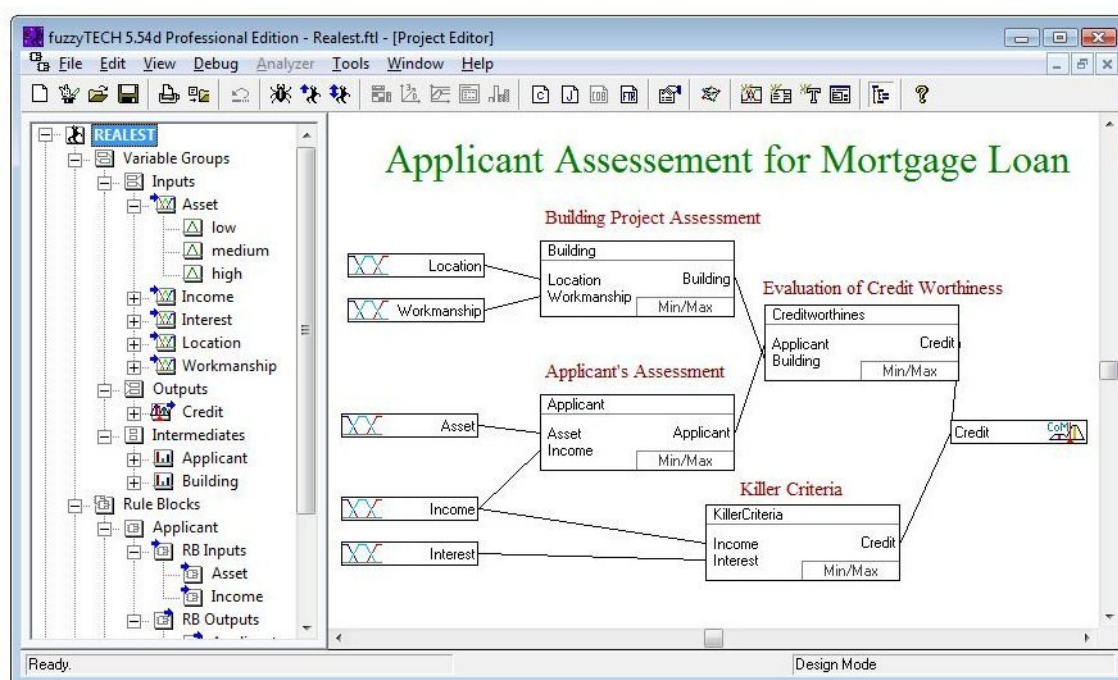 fuzzyTECH 5.54d Professional Edition - Realest.ftl - [Project Editor]
File Edit View Debug Analyzer Tools Window Help
C J COB FTR
REALEST
Variable Groups
Inputs
Asset
low
medium
high
Income
Interest
Location
Workmanship
Outputs
Credit
Intermediates
Applicant
Building
Rule Blocks
Applicant
RB Inputs
Asset
Income
RB Outputs
Applicant Assessement for Mortgage Loan
Building Project Assessment
Location
Workmanship
Building
Location Building
Workmanship
Min/Max
Evaluation of Credit Worthiness
Creditworthines
Applicant Credit
Building
Min/Max
Applicant's Assessment
Asset
Applicant
Asset Applicant
Income
Min/Max
Credit CoM
Killer Criteria
Income
Interest
KillerCriteria
Income Credit
Interest
Min/Max
Ready.
Design Mode